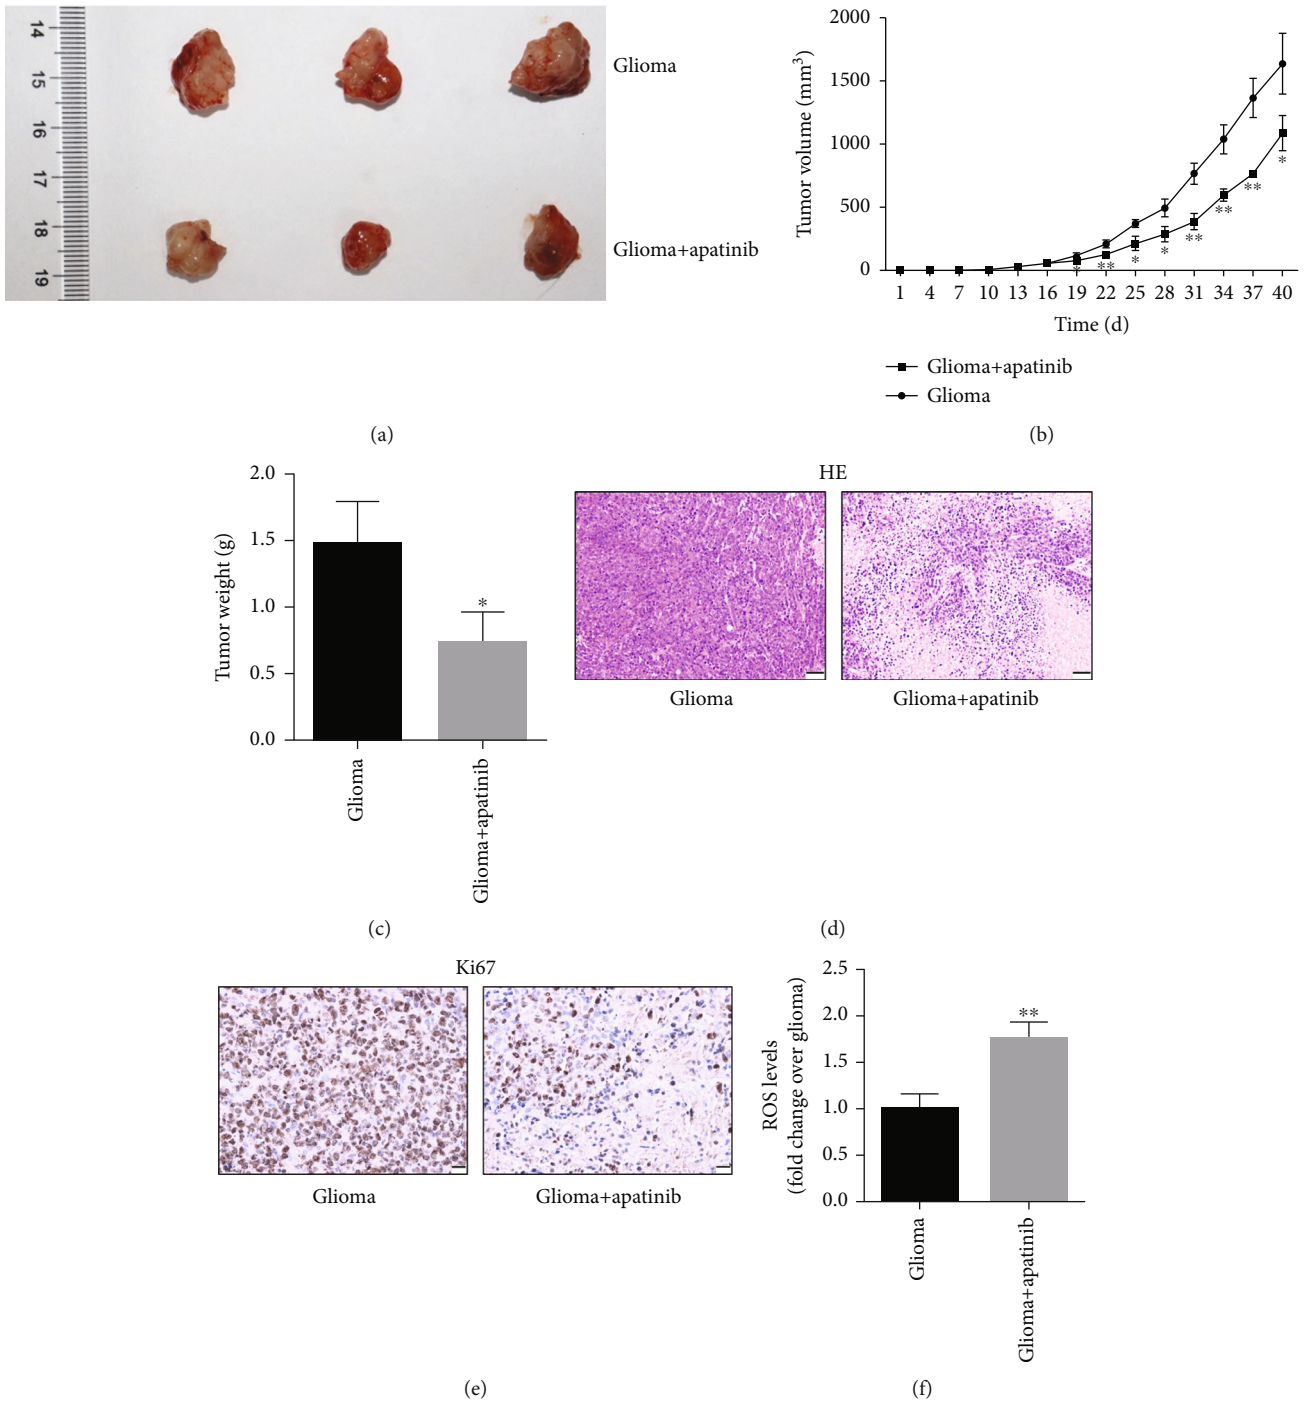 14
15
16
17
18
19
Glioma
Glioma+apatinib
(a)
Tumor volume (mm³)
2000
1500
1000
500
0
* ** * * ** ** ** *
1 4 7 10 13 16 19 22 25 28 31 34 37 40
Time (d)
Glioma+apatinib
Glioma
(b)
Tumor weight (g)
2.0
1.5
1.0
0.5
0.0
*
Glioma
Glioma+apatinib
(c)
HE
Glioma
Glioma+apatinib
(d)
Ki67
Glioma
Glioma+apatinib
(e)
ROS levels
(fold change over glioma)
2.5
2.0
1.5
1.0
0.5
0.0
**
Glioma
Glioma+apatinib
(f)